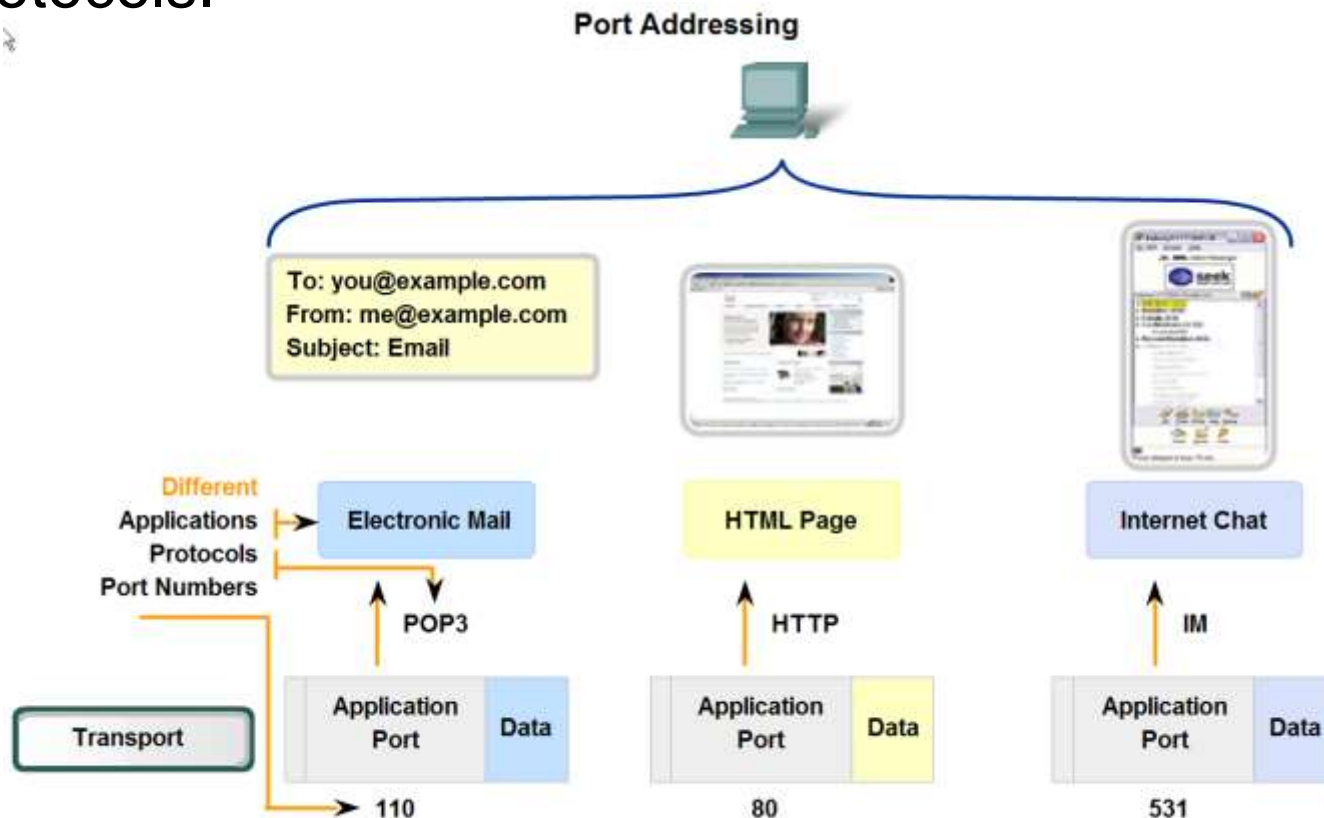 otocols.
Port Addressing
To: you@example.com
From: me@example.com
Subject: Email
seek
Different
Applications
Protocols
Port Numbers
Electronic Mail
HTML Page
Internet Chat
POP3
HTTP
IM
Transport
Application
Port
Data
Application
Port
Data
Application
Port
Data
110
80
531